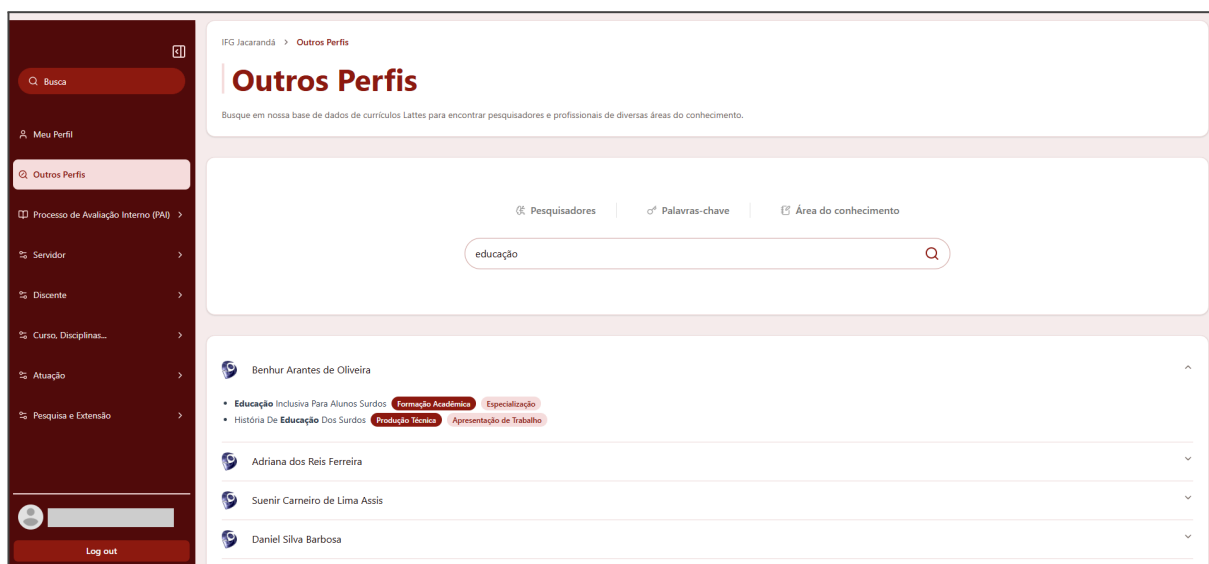 Busca
Meu Perfil
Outros Perfis
Processo de Avaliação Interno (PAI)
Servidor
Discente
Curso, Disciplinas...
Atuação
Pesquisa e Extensão
Log out
IFG Jacarandá > Outros Perfis
Outros Perfis
Busque em nossa base de dados de currículos Lattes para encontrar pesquisadores e profissionais de diversas áreas do conhecimento.
Pesquisadores Palavras-chave Área do conhecimento
educação
Benhur Arantes de Oliveira
• Educação Inclusiva Para Alunos Surdos Formação Acadêmica Especialização
• História De Educação Dos Surdos Produção Técnica Apresentação de Trabalho
Adriana dos Reis Ferreira
Suenir Carneiro de Lima Assis
Daniel Silva Barbosa